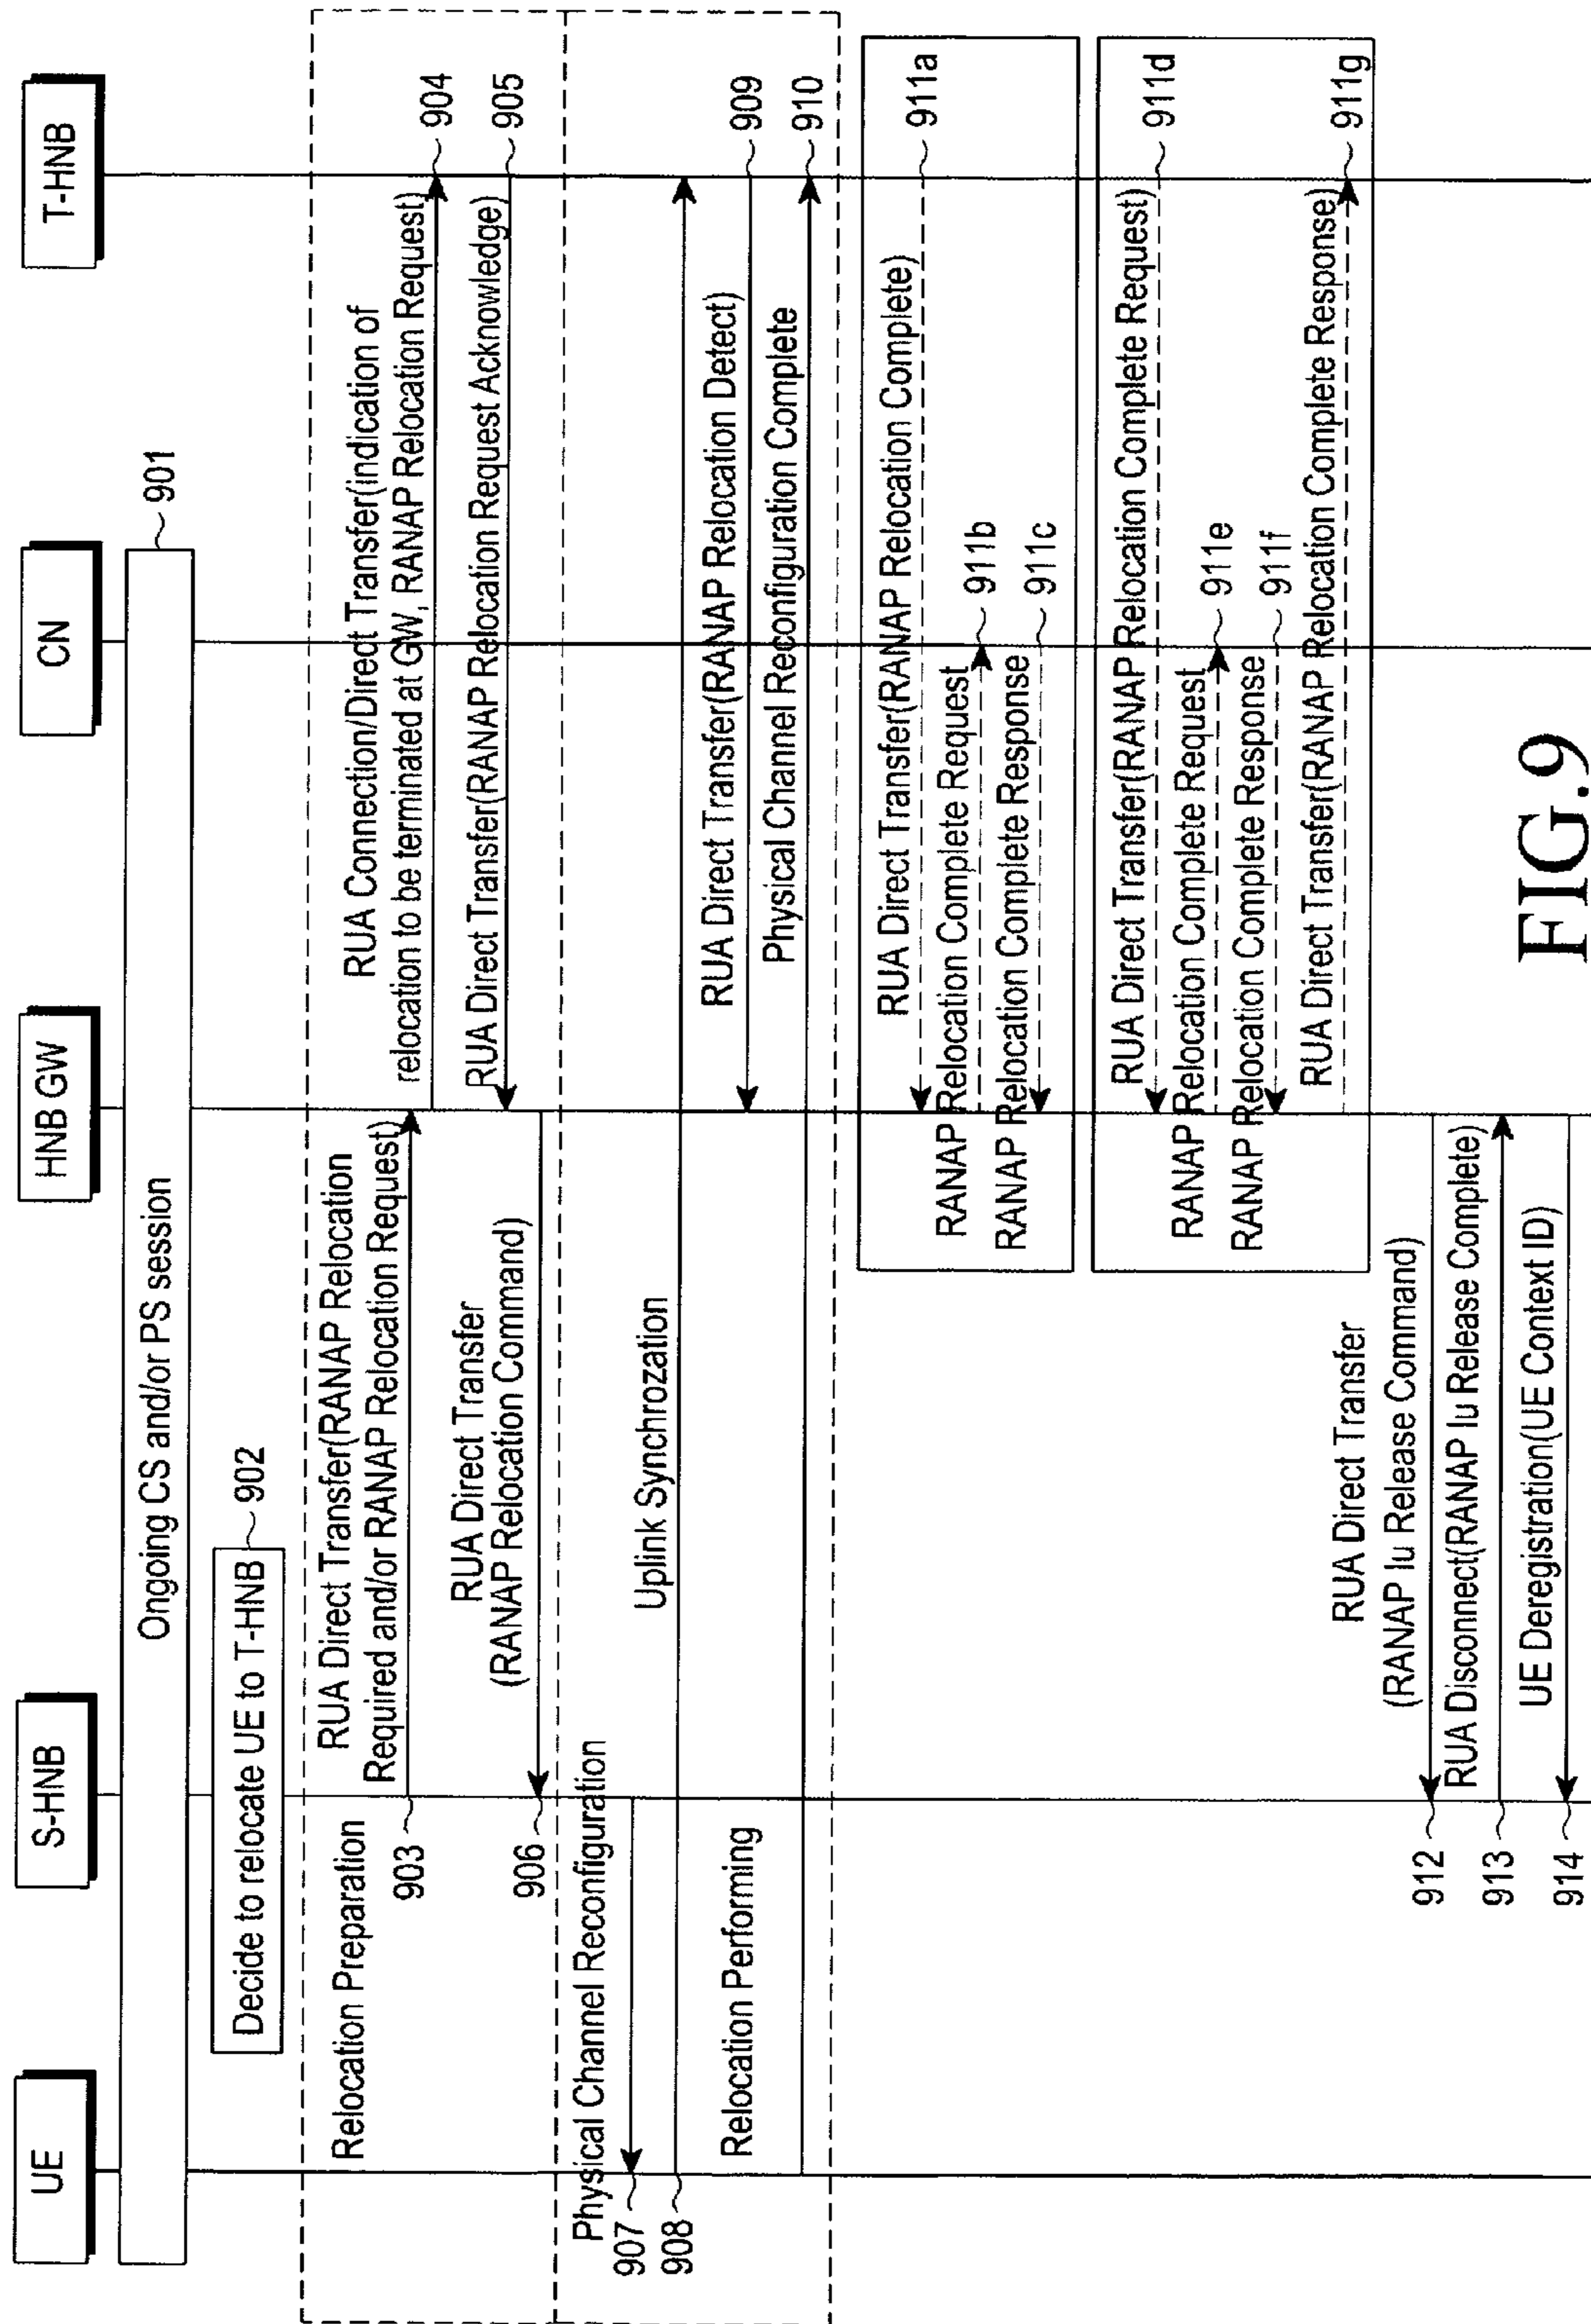 UE
S-HNB
HNB GW
CN
T-HNB
Ongoing CS and/or PS session
901
Decide to relocate UE to T-HNB
902
Relocation Preparation
RUA Direct Transfer(RANAP Relocation
Required and/or RANAP Relocation Request)
903
RUA Connection/Direct Transfer(indication of
relocation to be terminated at GW, RANAP Relocation Request)
904
RUA Direct Transfer(RANAP Relocation Request Acknowledge)
905
RUA Direct Transfer
(RANAP Relocation Command)
906
Physical Channel Reconfiguration
907
Uplink Synchrozation
908
RUA Direct Transfer(RANAP Relocation Detect)
909
Relocation Performing
Physical Channel Reconfiguration Complete
910
RUA Direct Transfer(RANAP Relocation Complete)
911a
RANAP Relocation Complete Request
911b
RANAP Relocation Complete Response
911c
RUA Direct Transfer(RANAP Relocation Complete Request)
911d
RANAP Relocation Complete Request
911e
RANAP Relocation Complete Response
911f
RUA Direct Transfer(RANAP Relocation Complete Response)
911g
RUA Direct Transfer
(RANAP Iu Release Command)
912
RUA Disconnect(RANAP Iu Release Complete)
913
UE Deregistration(UE Context ID)
914
FIG.9